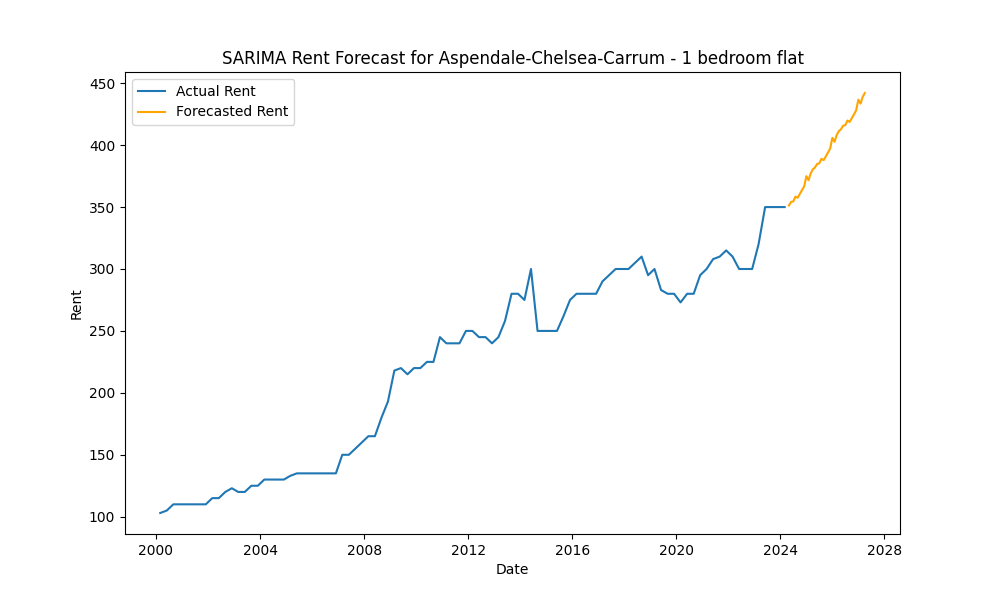 SARIMA Rent Forecast for Aspendale-Chelsea-Carrum - 1 bedroom flat
Actual Rent
Forecasted Rent
450
400
350
300
250
200
150
100
Rent
2000 2004 2008 2012 2016 2020 2024 2028
Date